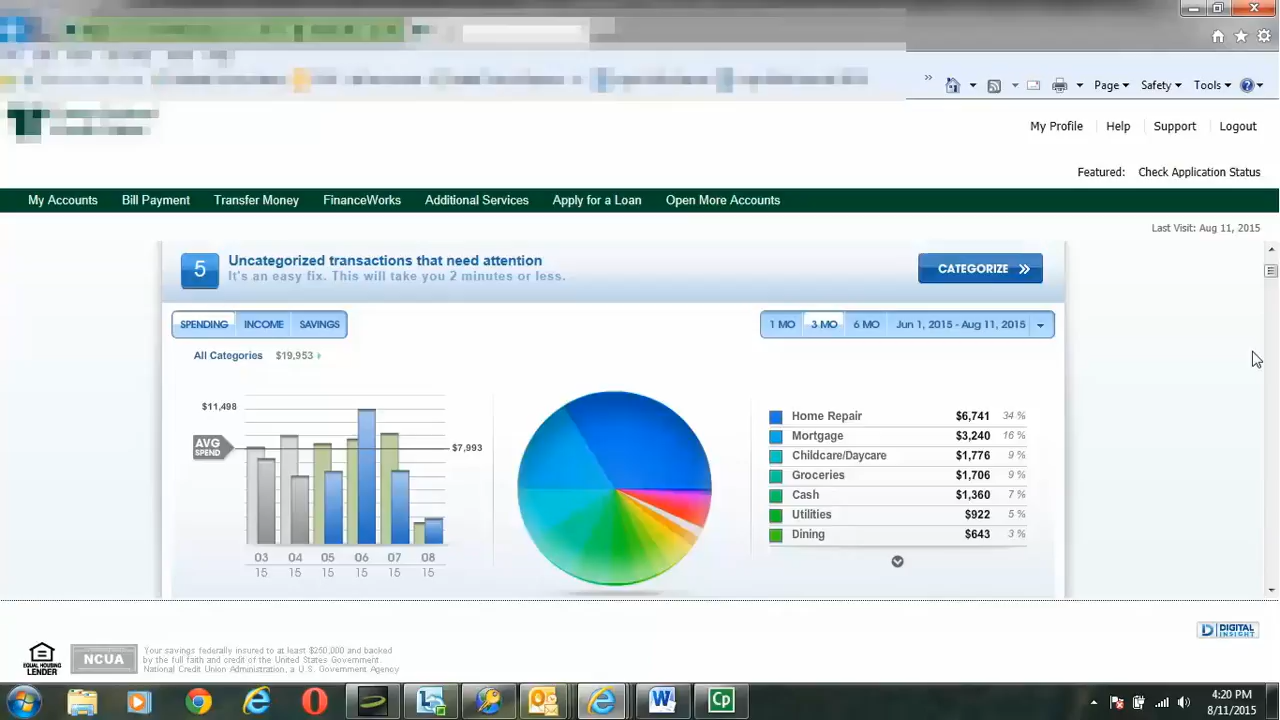 Page Safety Tools
My Profile Help Support Logout
Featured: Check Application Status
My Accounts Bill Payment Transfer Money FinanceWorks Additional Services Apply for a Loan Open More Accounts
Last Visit: Aug 11, 2015
5 Uncategorized transactions that need attention
It's an easy fix. This will take you 2 minutes or less.
CATEGORIZE
SPENDING INCOME SAVINGS
1 MO 3 MO 6 MO Jun 1, 2015 - Aug 11, 2015
All Categories $19,953
$11,498
AVG
SPEND
$7,993
03 04 05 06 07 08
15 15 15 15 15 15
Home Repair $6,741 34 %
Mortgage $3,240 16 %
Childcare/Daycare $1,776 9 %
Groceries $1,706 9 %
Cash $1,360 7 %
Utilities $922 5 %
Dining $643 3 %
DIGITAL
INSIGHT
EQUAL HOUSING
LENDER
NCUA
Your savings federally insured to at least $250,000 and backed
by the full faith and credit of the United States Government.
National Credit Union Administration, a U.S. Government Agency
4:20 PM
8/11/2015